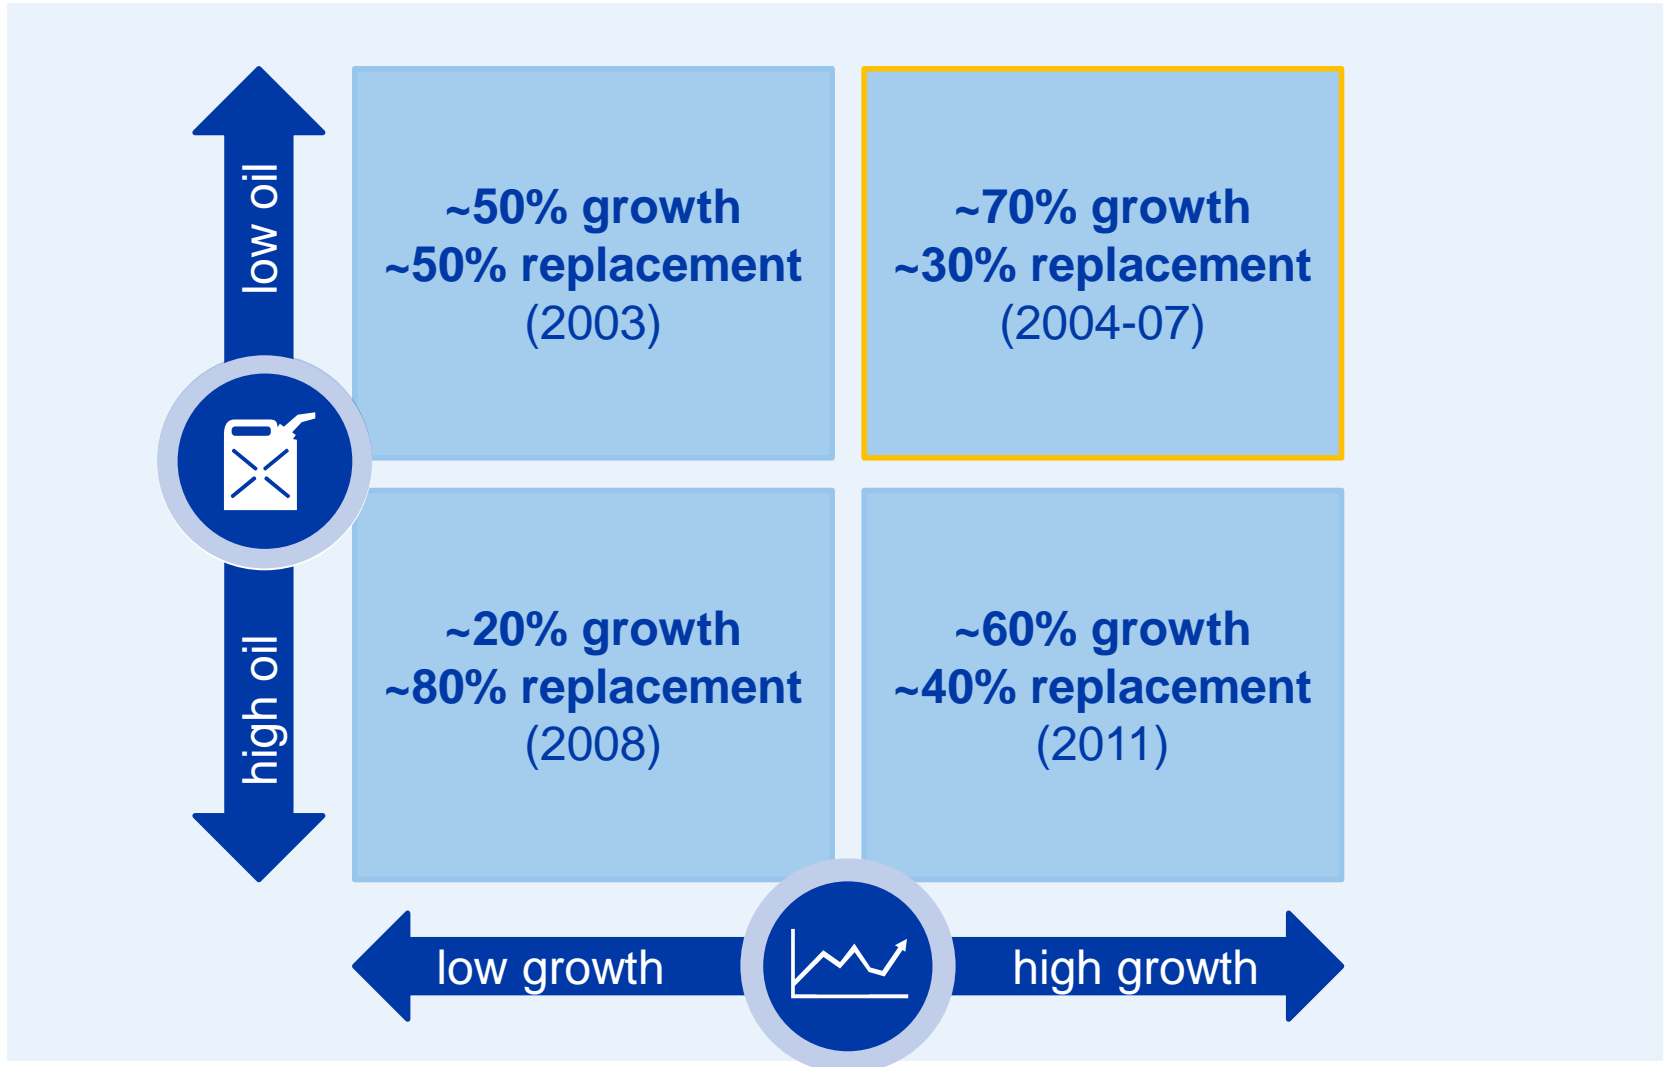 low oil
~50% growth
~50% replacement
(2003)
~70% growth
~30% replacement
(2004-07)
high oil
~20% growth
~80% replacement
(2008)
~60% growth
~40% replacement
(2011)
low growth
high growth